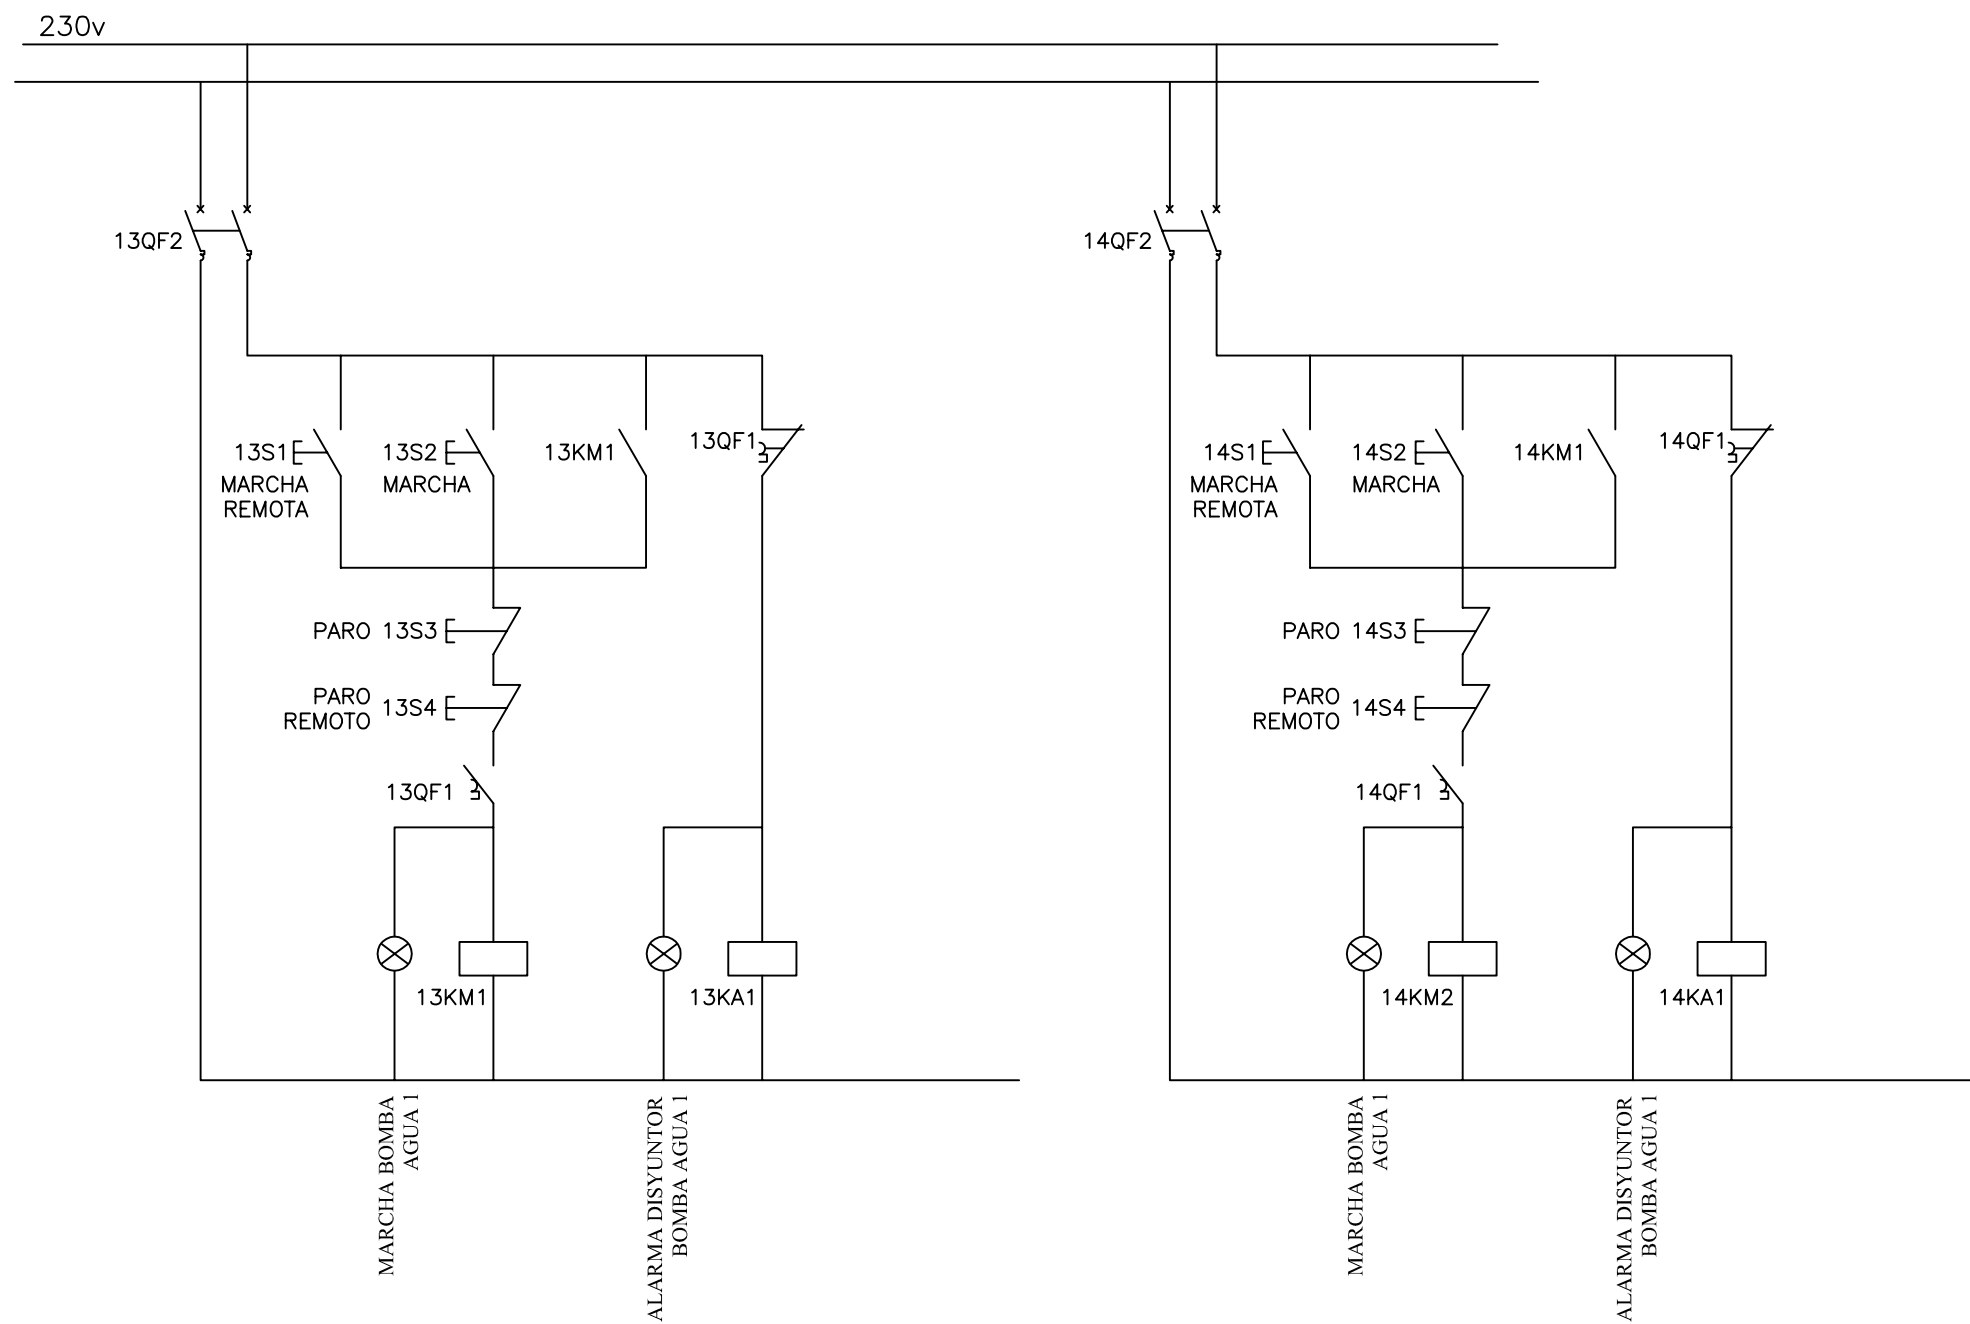 230v
13QF2
14QF2
13S1
MARCHA
REMOTA
13S2
MARCHA
13KM1
13QF1
14S1
MARCHA
REMOTA
14S2
MARCHA
14KM1
14QF1
PARO 13S3
PARO
REMOTO
13S4
13QF1
PARO 14S3
PARO
REMOTO
14S4
14QF1
13KM1
13KA1
14KM2
14KA1
MARCHA BOMBA
AGUA 1
ALARMA DISYUNTOR
BOMBA AGUA 1
MARCHA BOMBA
AGUA 1
ALARMA DISYUNTOR
BOMBA AGUA 1